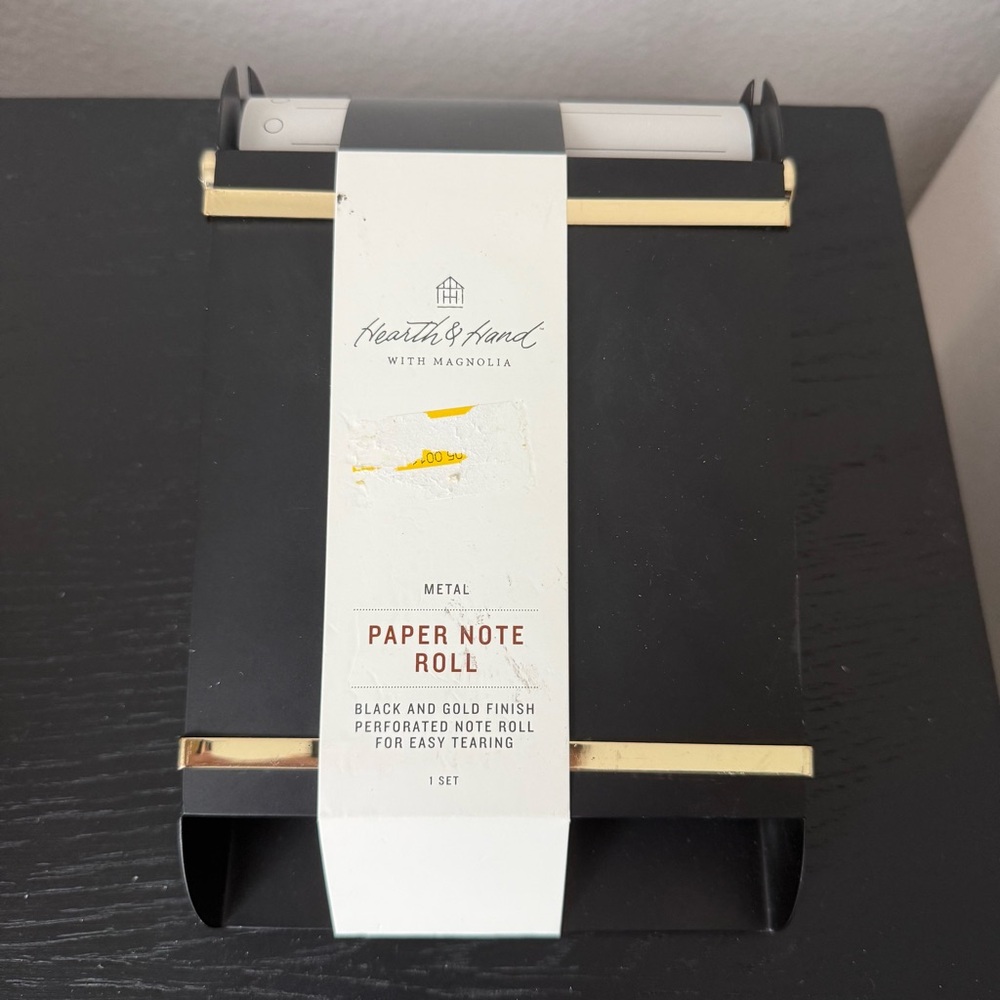 Hearth & Hand™
WITH MAGNOLIA
METAL
PAPER NOTE
ROLL
BLACK AND GOLD FINISH
PERFORATED NOTE ROLL
FOR EASY TEARING
1 SET